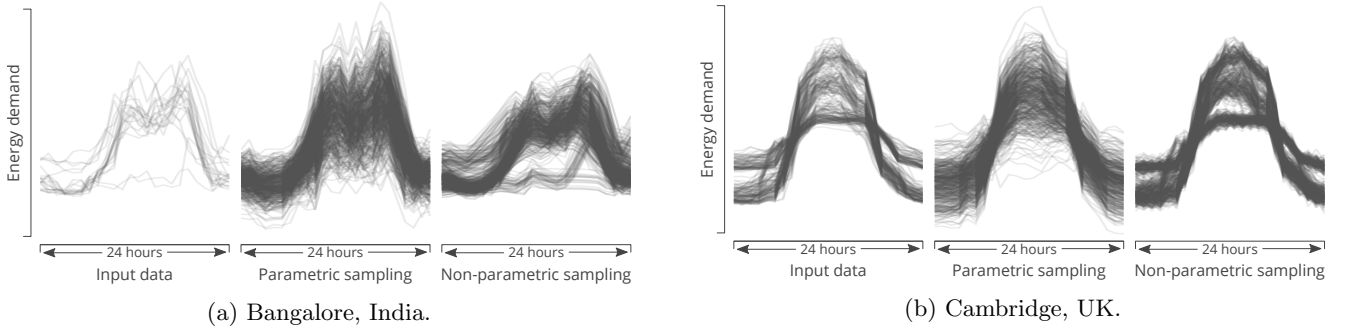 Energy demand
24 hours
24 hours
24 hours
Input data
Parametric sampling
Non-parametric sampling
(a) Bangalore, India.
Energy demand
24 hours
24 hours
24 hours
Input data
Parametric sampling
Non-parametric sampling
(b) Cambridge, UK.